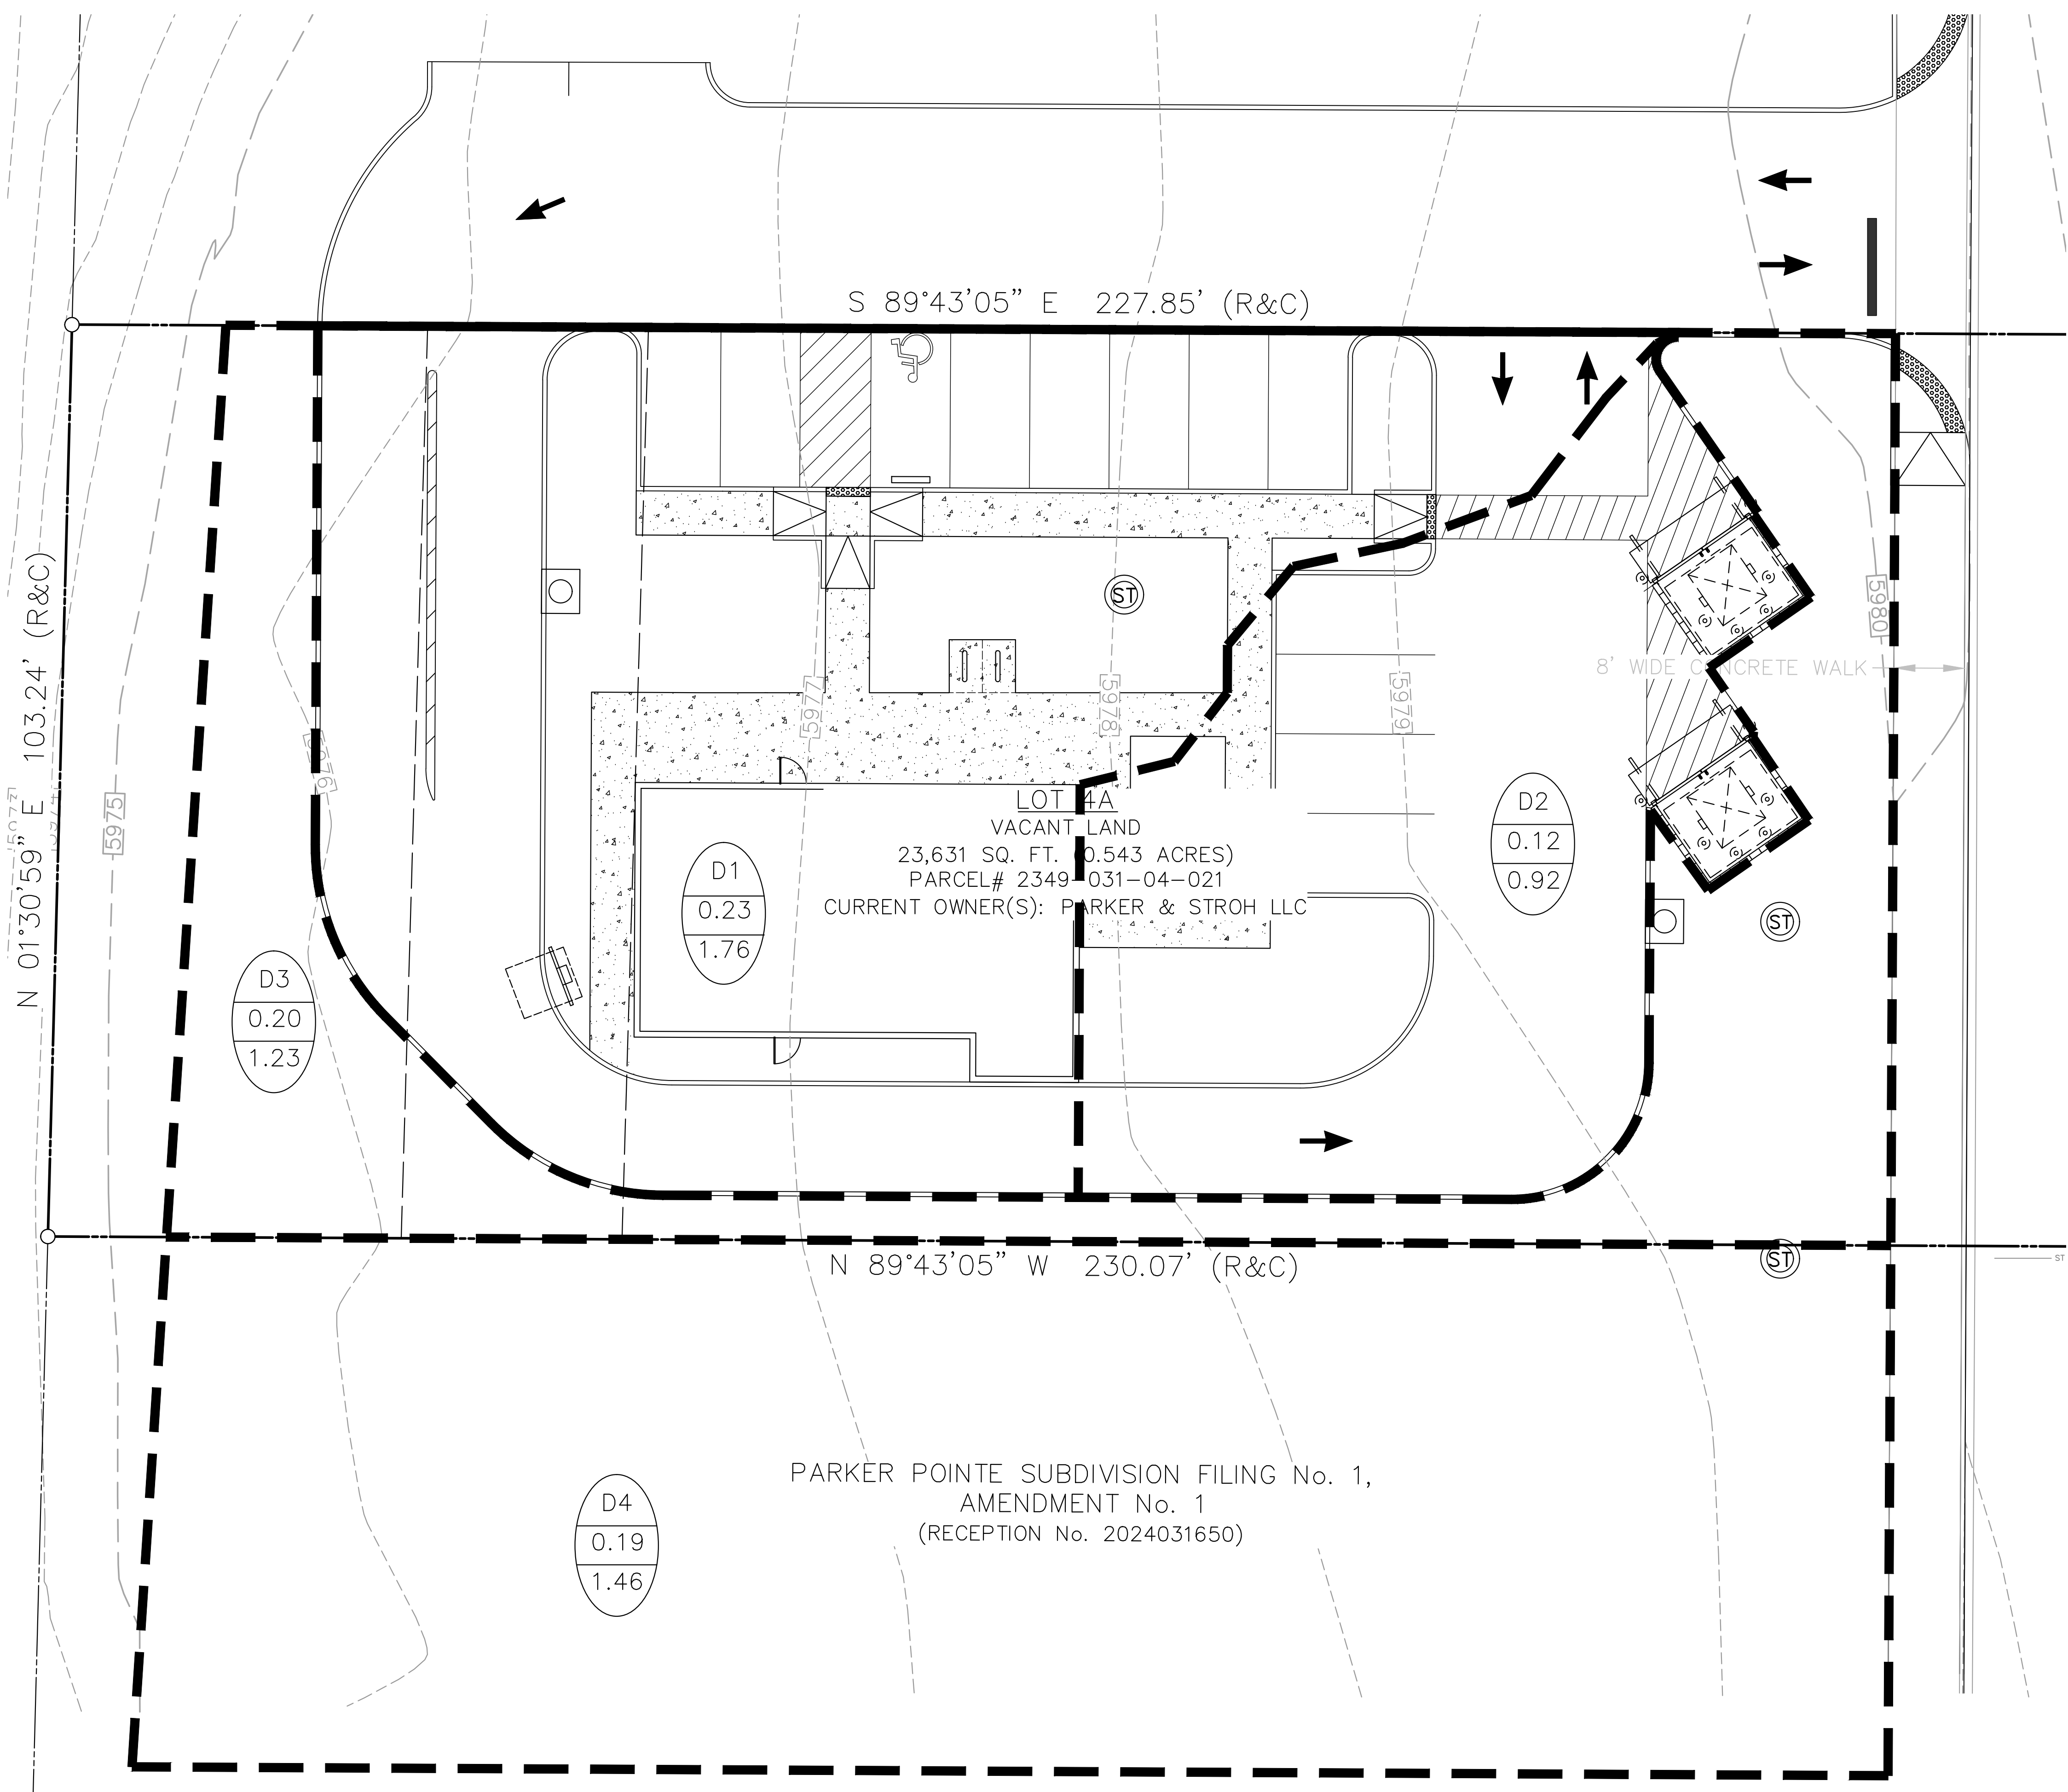 S 89°43'05" E 227.85' (R&C)
N 01°30'59" E 103.24' (R&C)
ST
5980
8' WIDE CONCRETE WALK
5977
5978
5979
5976
5975
LOT 4A
VACANT LAND
23,631 SQ. FT. (0.543 ACRES)
PARCEL# 2349-031-04-021
CURRENT OWNER(S): PARKER & STROH LLC
D2
0.12
0.92
D1
0.23
1.76
ST
D3
0.20
1.23
N 89°43'05" W 230.07' (R&C)
ST
ST
PARKER POINTE SUBDIVISION FILING No. 1,
AMENDMENT No. 1
(RECEPTION No. 2024031650)
D4
0.19
1.46